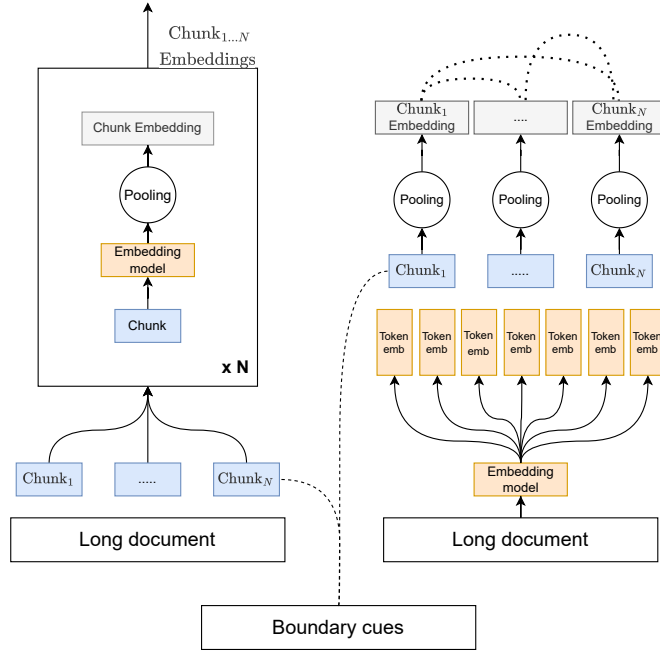 Chunk1...N
Embeddings
Chunk Embedding
Pooling
Embedding
model
Chunk
x N
Chunk1
.....
ChunkN
Long document
Chunk1
Embedding
....
ChunkN
Embedding
Pooling
Pooling
Pooling
Chunk1
.....
ChunkN
Token
emb
Token
emb
Token
emb
Token
emb
Token
emb
Token
emb
Token
emb
Embedding
model
Long document
Boundary cues